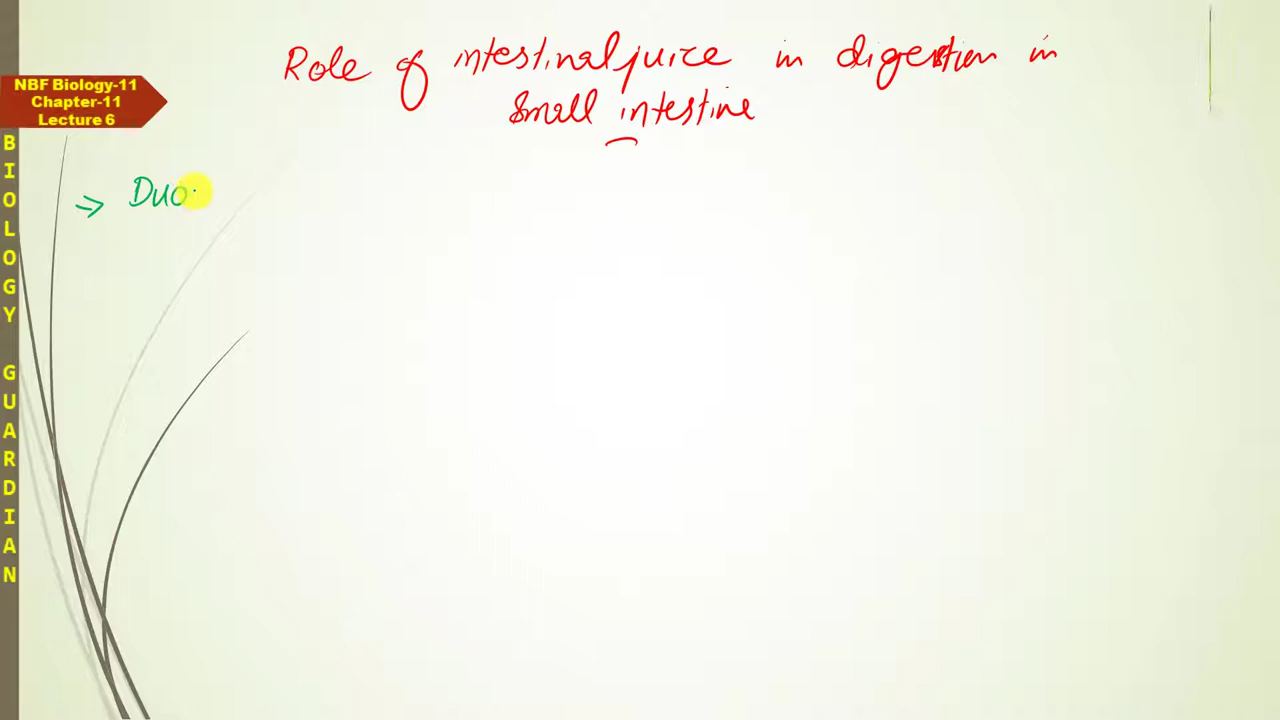 Role of intestinal juice in digestion in
small intestine
NBF Biology-11
Chapter-11
Lecture 6
⇒ Duo
BIOLOGY GUARDIAN